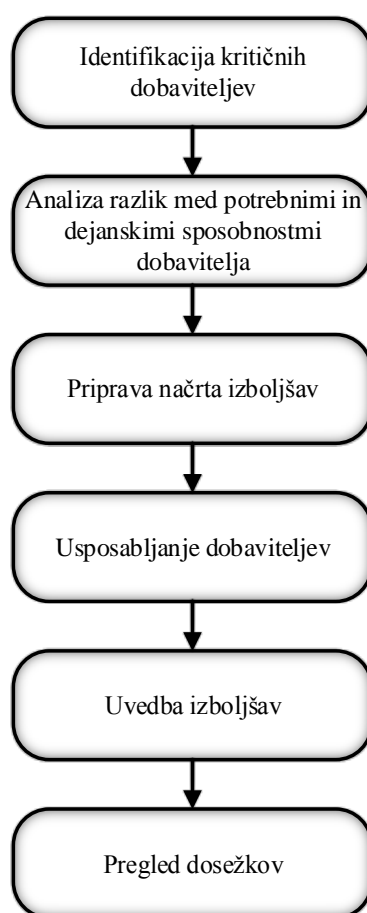 Identifikacija kritičnih
dobaviteljev
Analiza razlik med potrebnimi in
dejanskimi sposobnostmi
dobavitelja
Priprava načrta izboljšav
Usposabljanje dobaviteljev
Uvedba izboljšav
Pregled dosežkov